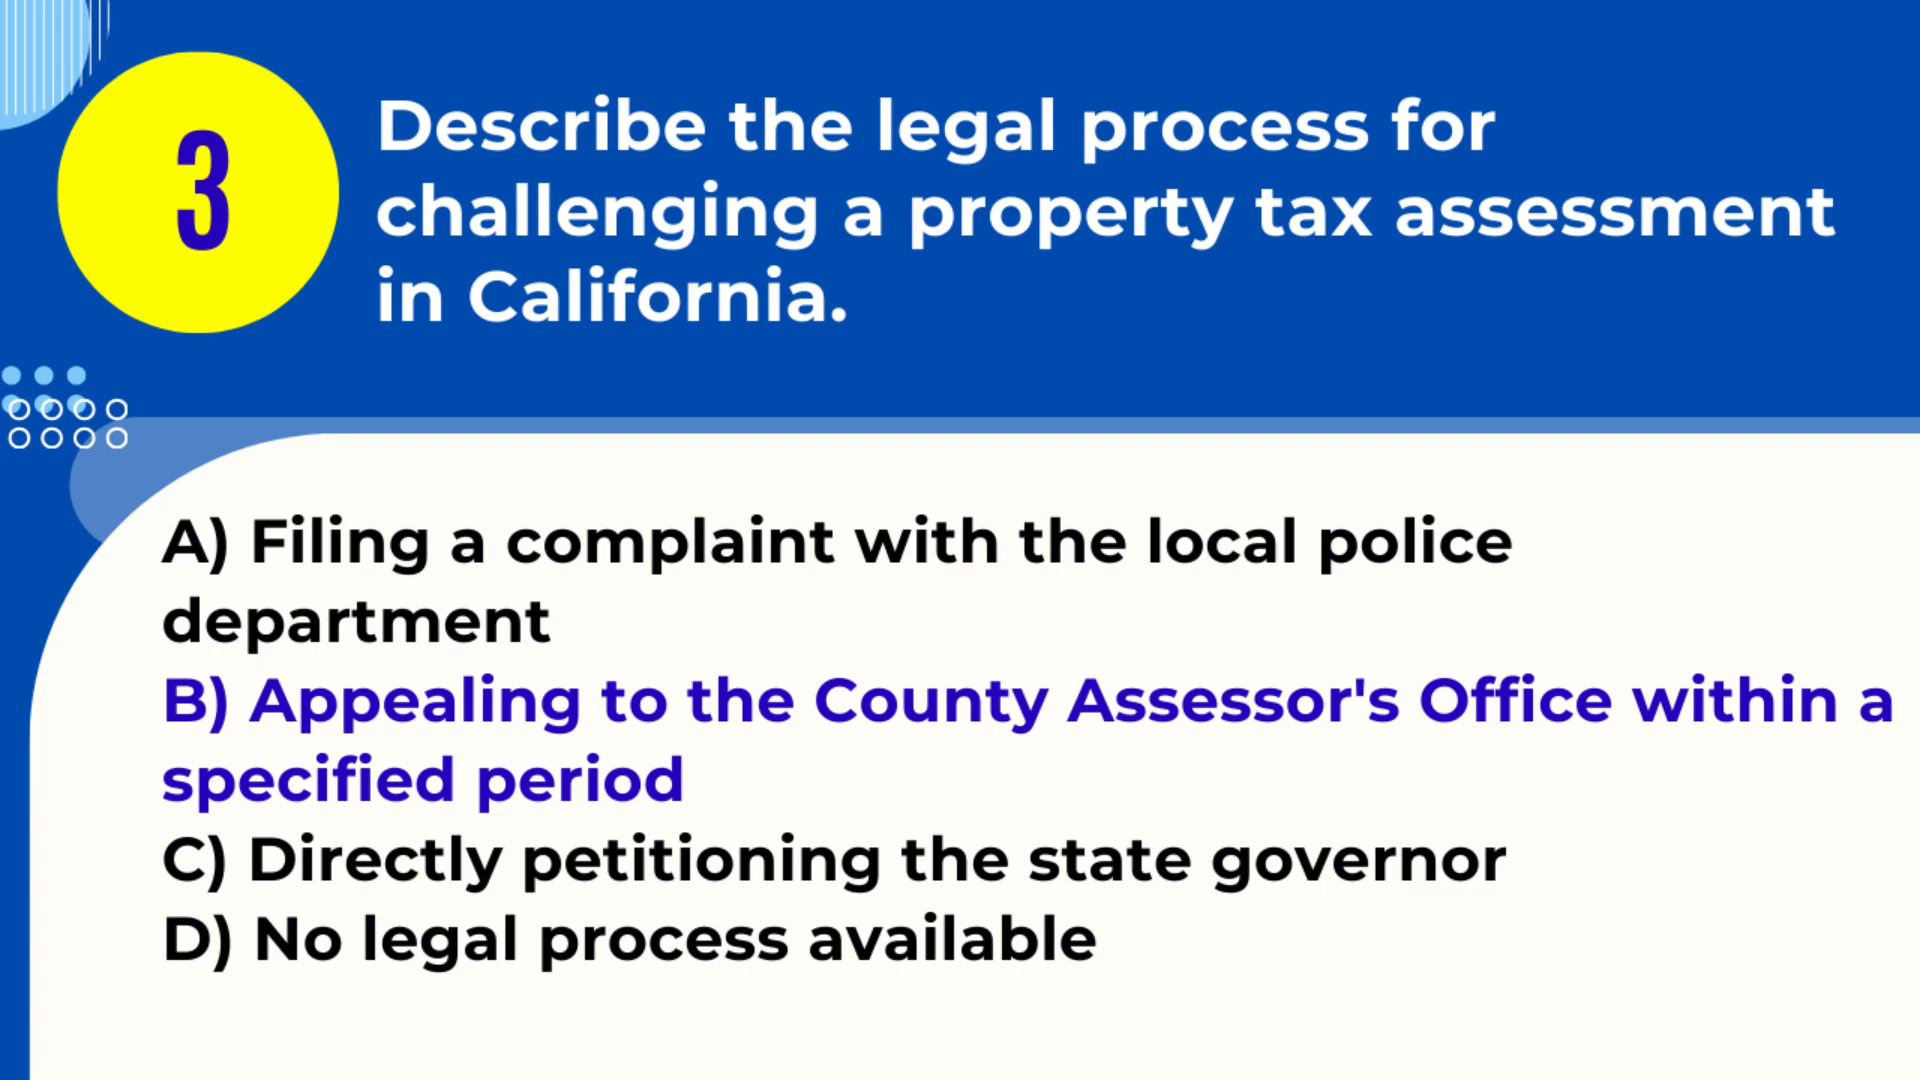 3
Describe the legal process for
challenging a property tax assessment
in California.
A) Filing a complaint with the local police
department
B) Appealing to the County Assessor's Office within a
specified period
C) Directly petitioning the state governor
D) No legal process available